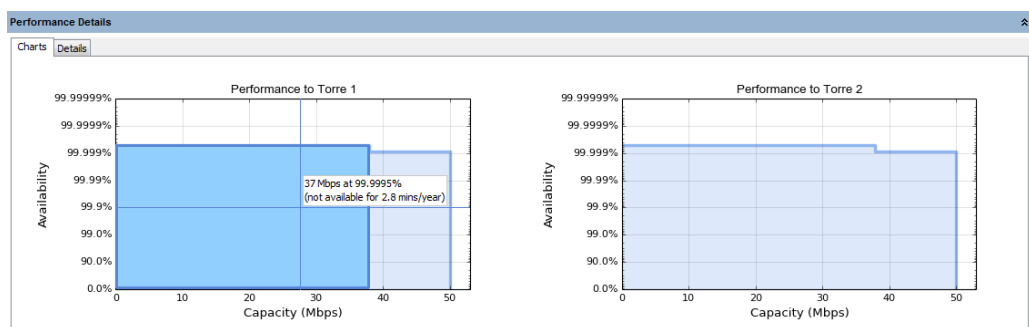 Performance Details
Charts
Details
Performance to Torre 1
99.99999%
99.9999%
99.999%
99.99%
99.9%
99.0%
90.0%
0.0%
Availability
37 Mbps at 99.9995%
(not available for 2.8 mins/year)
0 10 20 30 40 50
Capacity (Mbps)
Performance to Torre 2
99.99999%
99.9999%
99.999%
99.99%
99.9%
99.0%
90.0%
0.0%
Availability
0 10 20 30 40 50
Capacity (Mbps)